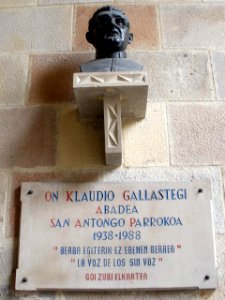 ON KLAUDIO GALLASTEGI
ABADEA
SAN ANTONGO PARROKOA
1938-1988
"BERBA EGITERIK EZ EBENEN BERBEA"
"LA VOZ DE LOS SIN VOZ"
GOIZUBI ELKARTEA